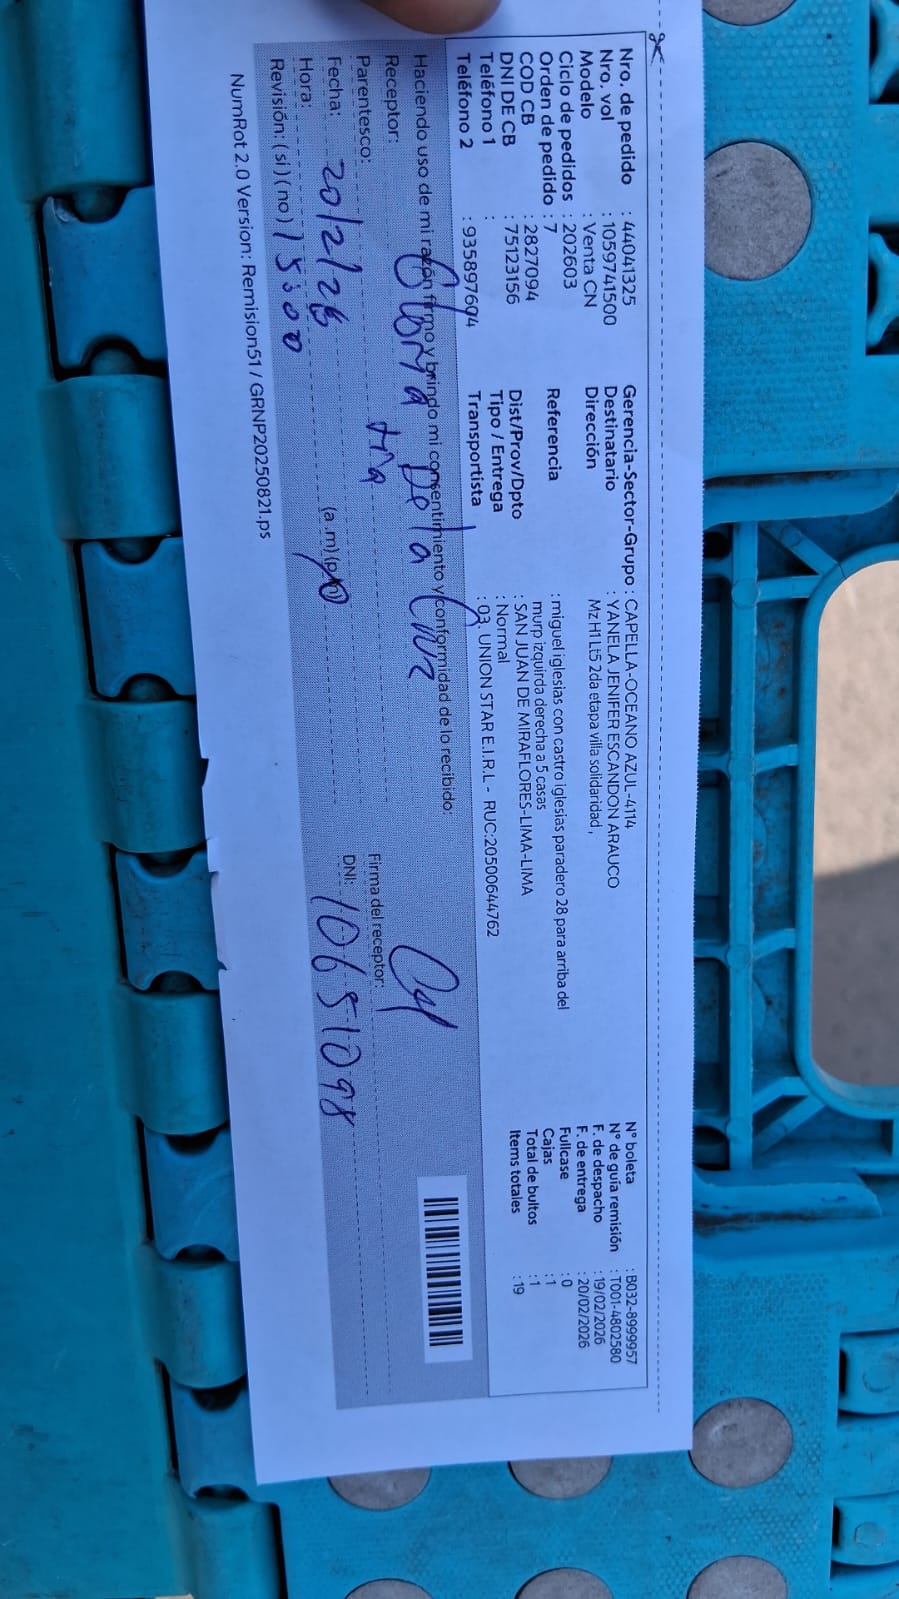 Nro. de pedido : 44041325 Gerencia-Sector-Grupo : CAPELLA-OCEANO AZUL-4114 N° boleta : B032-8999957
Nro. vol : 1059741500 Destinatario : YANELA JENIFER ESCANDON ARAUCO N° de guía remisión : T001-4802580
Modelo : Venta CN Dirección Mz H1 Lt5 2da etapa villa solidaridad, F. de despacho : 19/02/2026
Ciclo de pedidos : 202603 F. de entrega : 20/02/2026
Orden de pedido : 7 Referencia : miguel iglesias con castro iglesias paradero 28 para arriba del Fullcase : 0
COD CB : 2827094 murp izquirda derecha a 5 casas Cajas : 1
DNI DE CB : 75123156 Dist/Prov/Dpto : SAN JUAN DE MIRAFLORES-LIMA-LIMA Total de bultos : 1
Teléfono 1 : Tipo / Entrega : Normal Items totales : 19
Teléfono 2 : 935897604 Transportista : 03. UNION STAR E.I.R.L - RUC:20500644762
Haciendo uso de mi razón firmo y brindo mi consentimiento y conformidad de lo recibido:
Receptor: Gloria De la Cruz
Parentesco: tía Firma del receptor:
Fecha: 20/2/26 (a .m) (p.m) DNI: 10651098
Hora: 15:00
Revisión: ( si ) ( no )
NumRot 2.0 Version: Remision51 / GRNP20250821.ps